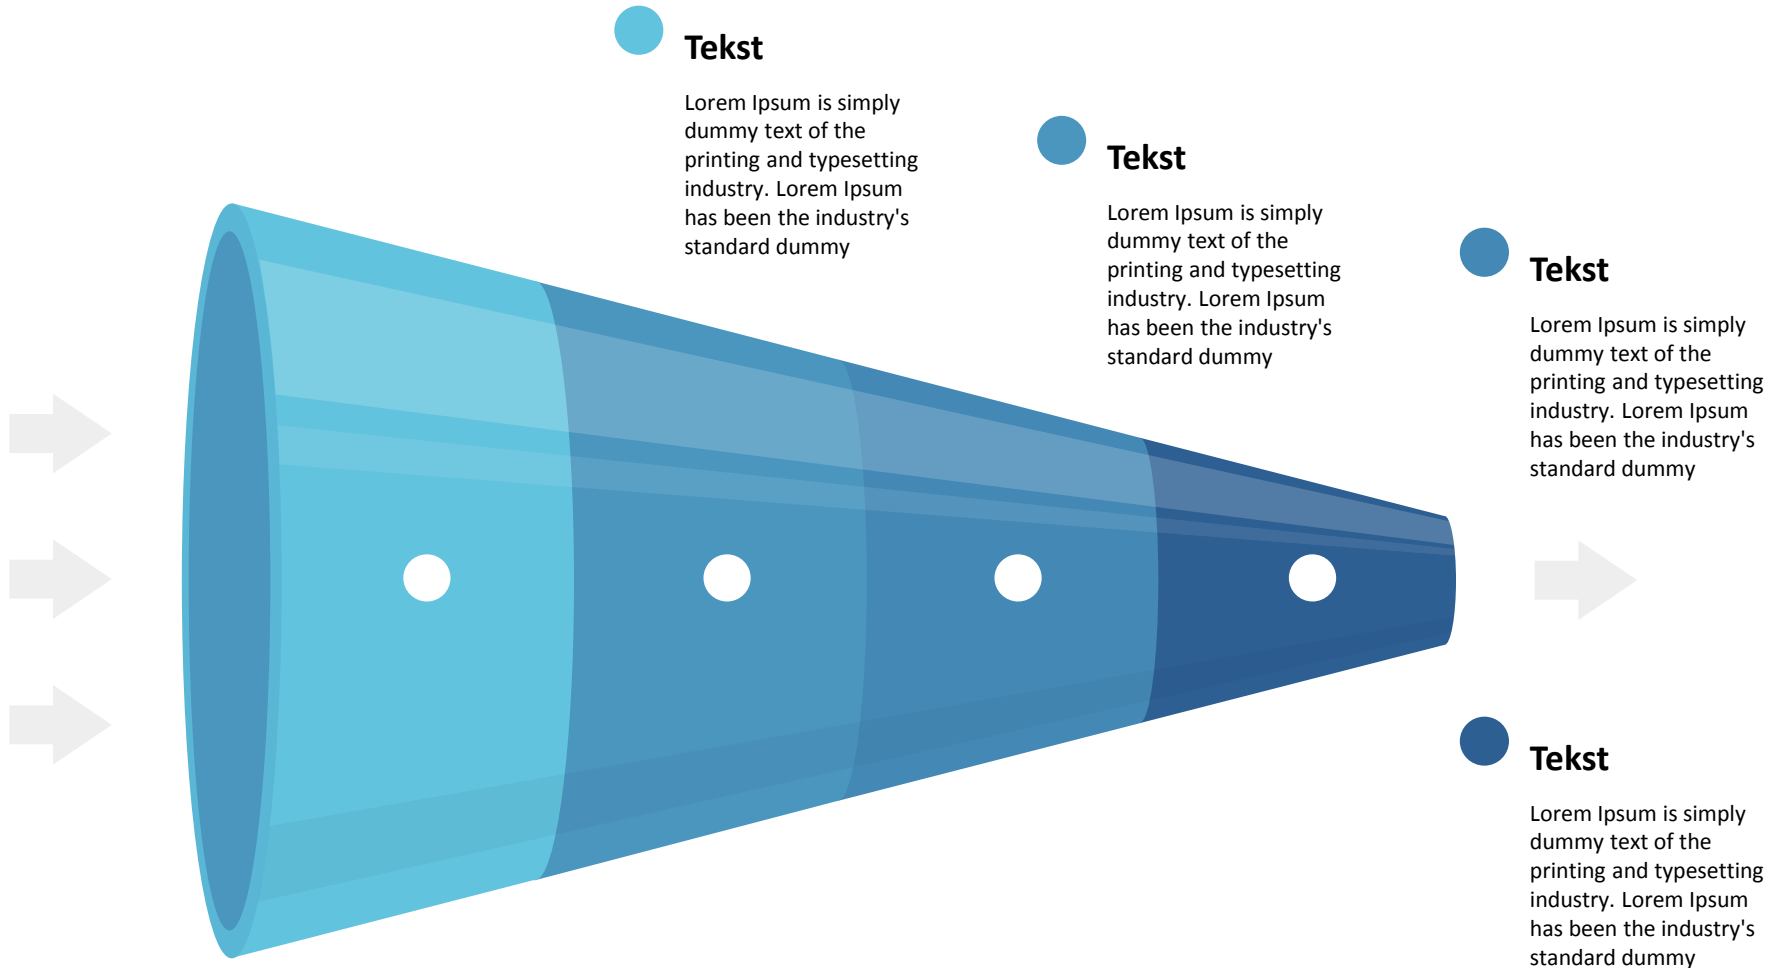 Tekst
Lorem Ipsum is simply
dummy text of the
printing and typesetting
industry. Lorem Ipsum
has been the industry's
standard dummy
Tekst
Lorem Ipsum is simply
dummy text of the
printing and typesetting
industry. Lorem Ipsum
has been the industry's
standard dummy
Tekst
Lorem Ipsum is simply
dummy text of the
printing and typesetting
industry. Lorem Ipsum
has been the industry's
standard dummy
Tekst
Lorem Ipsum is simply
dummy text of the
printing and typesetting
industry. Lorem Ipsum
has been the industry's
standard dummy